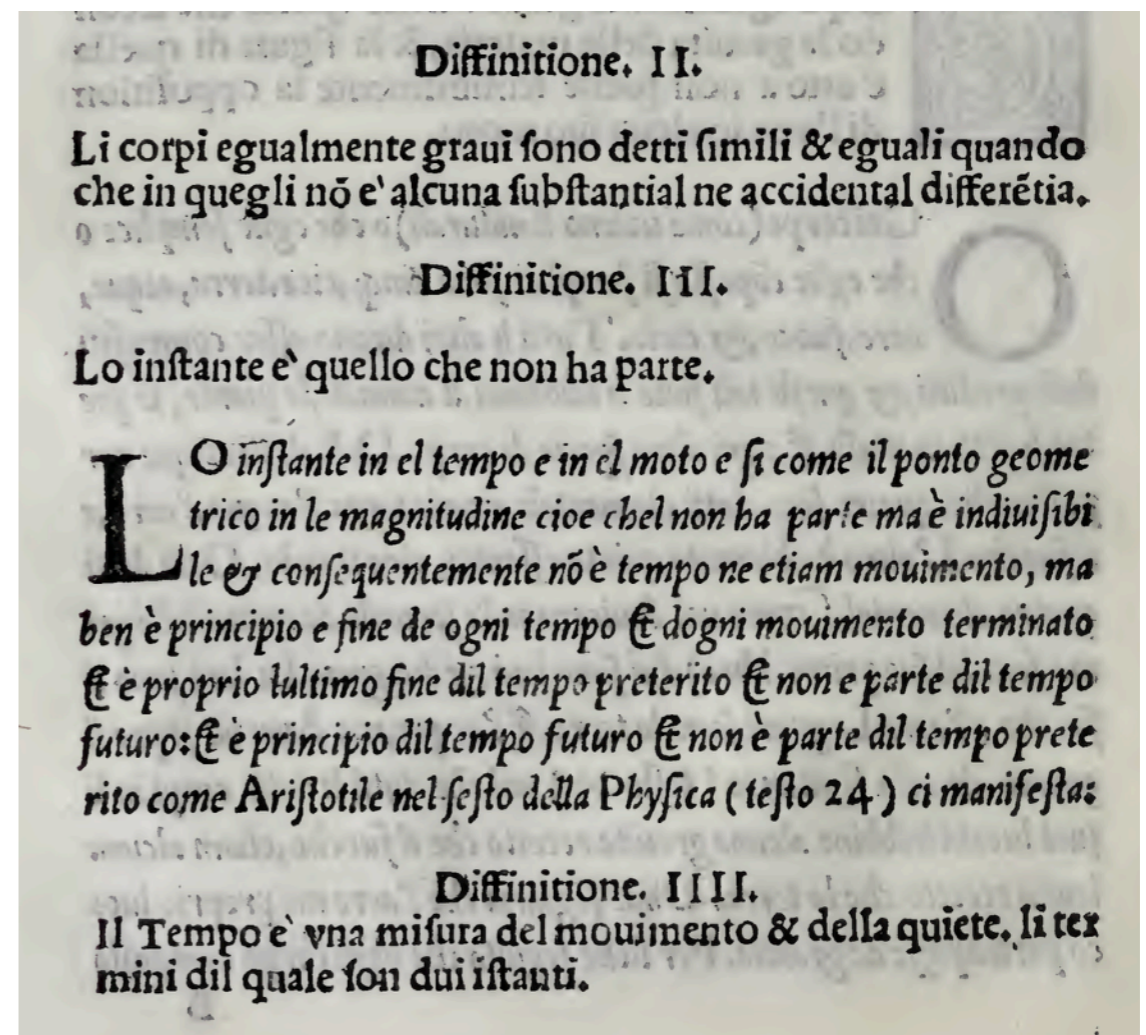 Diffinitione. II.
Li corpi egualmente graui ſono detti ſimili & eguali quando
che in quegli nõ e' alcuna ſubſtantial ne accidental differẽtia.
Diffinitione. III.
Lo inſtante e' quello che non ha parte.
LO inſtante in el tempo e in el moto e ſi come il ponto geome
trico in le magnitudine cioe chel non ha parte ma è indiuiſibi
le & conſequentemente nõ è tempo ne etiam mouimento, ma
ben è principio e fine de ogni tempo & dogni mouimento terminato
& è proprio lultimo fine dil tempo preterito & non e parte dil tempo
futuro: & è principio dil tempo futuro & non è parte dil tempo prete
rito come Ariſtotile nel ſeſto della Phyſica ( teſto 24 ) ci manifeſta:
Diffinitione. IIII.
Il Tempo e' vna miſura del mouimento & della quiete. li ter
mini dil quale ſon dui iſtanti.